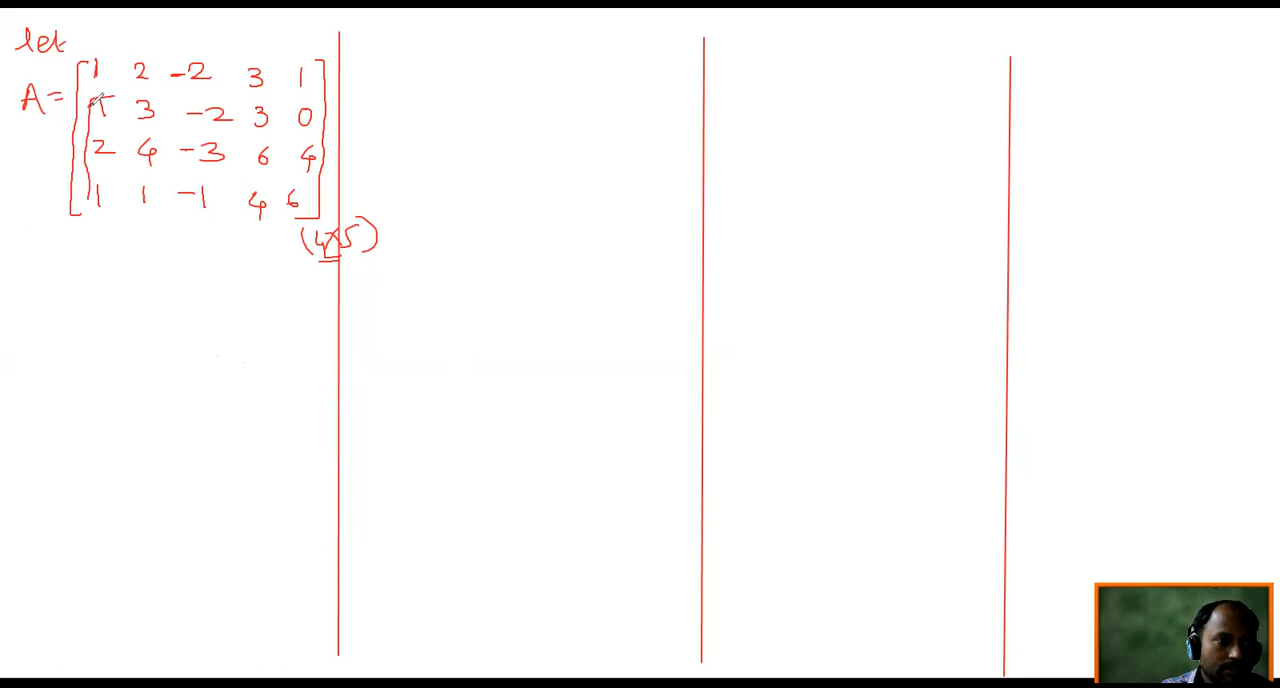 let
A = [ 1 2 -2 3 1
1 3 -2 3 0
2 4 -3 6 4
1 1 -1 4 6 ]
(4×5)